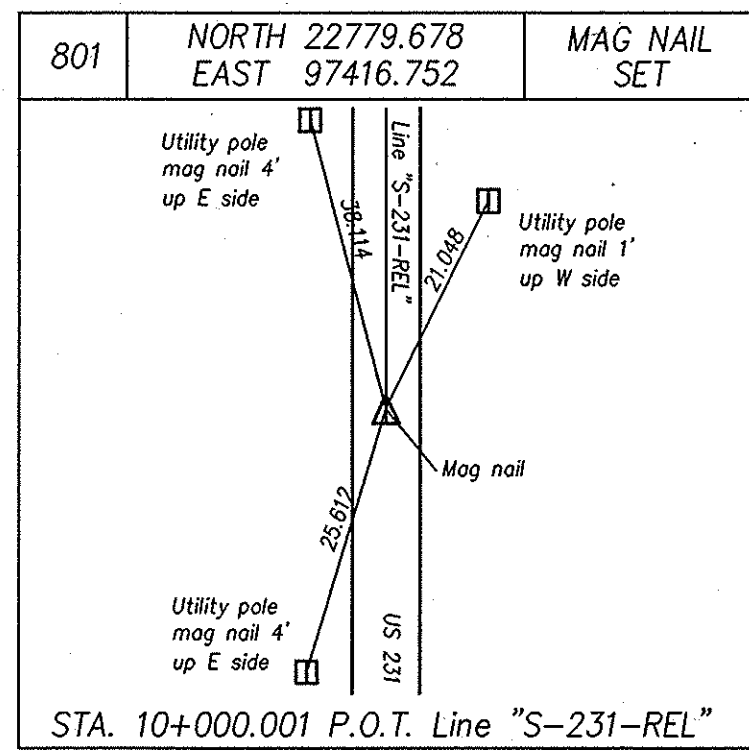 801
NORTH 22779.678
EAST 97416.752
MAG NAIL
SET
Utility pole
mag nail 4'
up E side
38.114
Line "S-231-REL"
21.048
Utility pole
mag nail 1'
up W side
Mag nail
25.612
Utility pole
mag nail 4'
up E side
US 231
STA. 10+000.001 P.O.T. Line "S-231-REL"